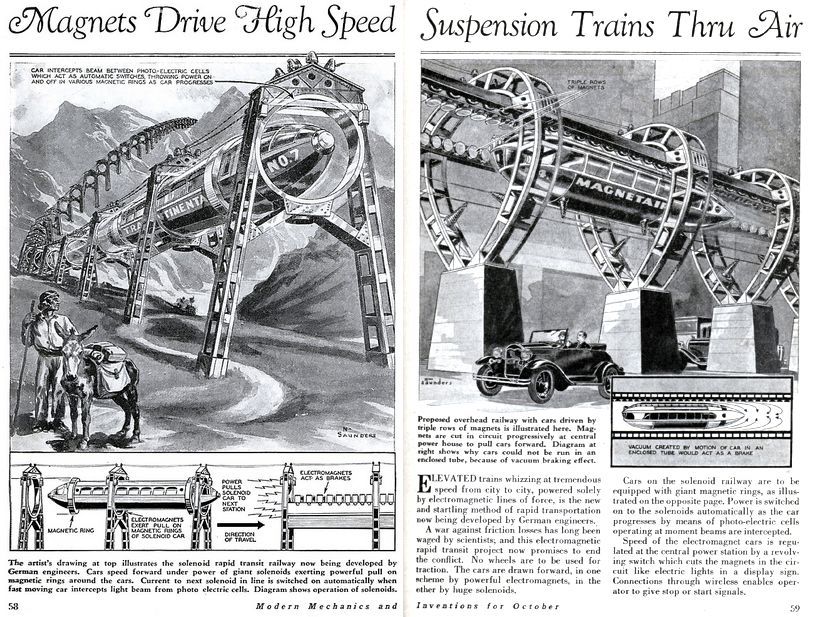 Magnets Drive High Speed
CAR INTERCEPTS BEAM BETWEEN PHOTO-ELECTRIC CELLS
WHICH ACT AS AUTOMATIC SWITCHES, THROWING POWER ON
AND OFF IN VARIOUS MAGNETIC RINGS AS CAR PROGRESSES
NO. 7
TRA
TINENTA
N-
SAUNDERS
MAGNETIC RING
ELECTROMAGNETS
EXERT PULL ON
MAGNETIC RINGS
OF SOLENOID CAR
POWER
PULLS
SOLENOID
CAR TO
NEXT
STATION
DIRECTION
OF TRAVEL
ELECTROMAGNETS
ACT AS BRAKES
The artist's drawing at top illustrates the solenoid rapid transit railway now being developed by
German engineers. Cars speed forward under power of giant solenoids exerting powerful pull on
magnetic rings around the cars. Current to next solenoid in line is switched on automatically when
fast moving car intercepts light beam from photo electric cells. Diagram shows operation of solenoids.
58
Modern Mechanics and
Suspension Trains Thru Air
TRIPLE ROWS
OF MAGNETS
MAGNETAIR
Saunders
Proposed overhead railway with cars driven by
triple rows of magnets is illustrated here. Mag-
nets are cut in circuit progressively at central
power house to pull cars forward. Diagram at
right shows why cars could not be run in an
enclosed tube, because of vacuum braking effect.
VACUUM CREATED BY MOTION OF CAR IN AN
ENCLOSED TUBE WOULD ACT AS A BRAKE
ELEVATED trains whizzing at tremendous
speed from city to city, powered solely
by electromagnetic lines of force, is the new
and startling method of rapid transportation
now being developed by German engineers.
A war against friction losses has long been
waged by scientists; and this electromagnetic
rapid transit project now promises to end
the conflict. No wheels are to be used for
traction. The cars are drawn forward, in one
scheme by powerful electromagnets, in the
other by huge solenoids.
Cars on the solenoid railway are to be
equipped with giant magnetic rings, as illus-
trated on the opposite page. Power is switched
on to the solenoids automatically as the car
progresses by means of photo-electric cells
operating at moment beams are intercepted.
Speed of the electromagnet cars is regu-
lated at the central power station by a revolv-
ing switch which cuts the magnets in the cir-
cuit like electric lights in a display sign.
Connections through wireless enables oper-
ator to give stop or start signals.
Inventions for October
59